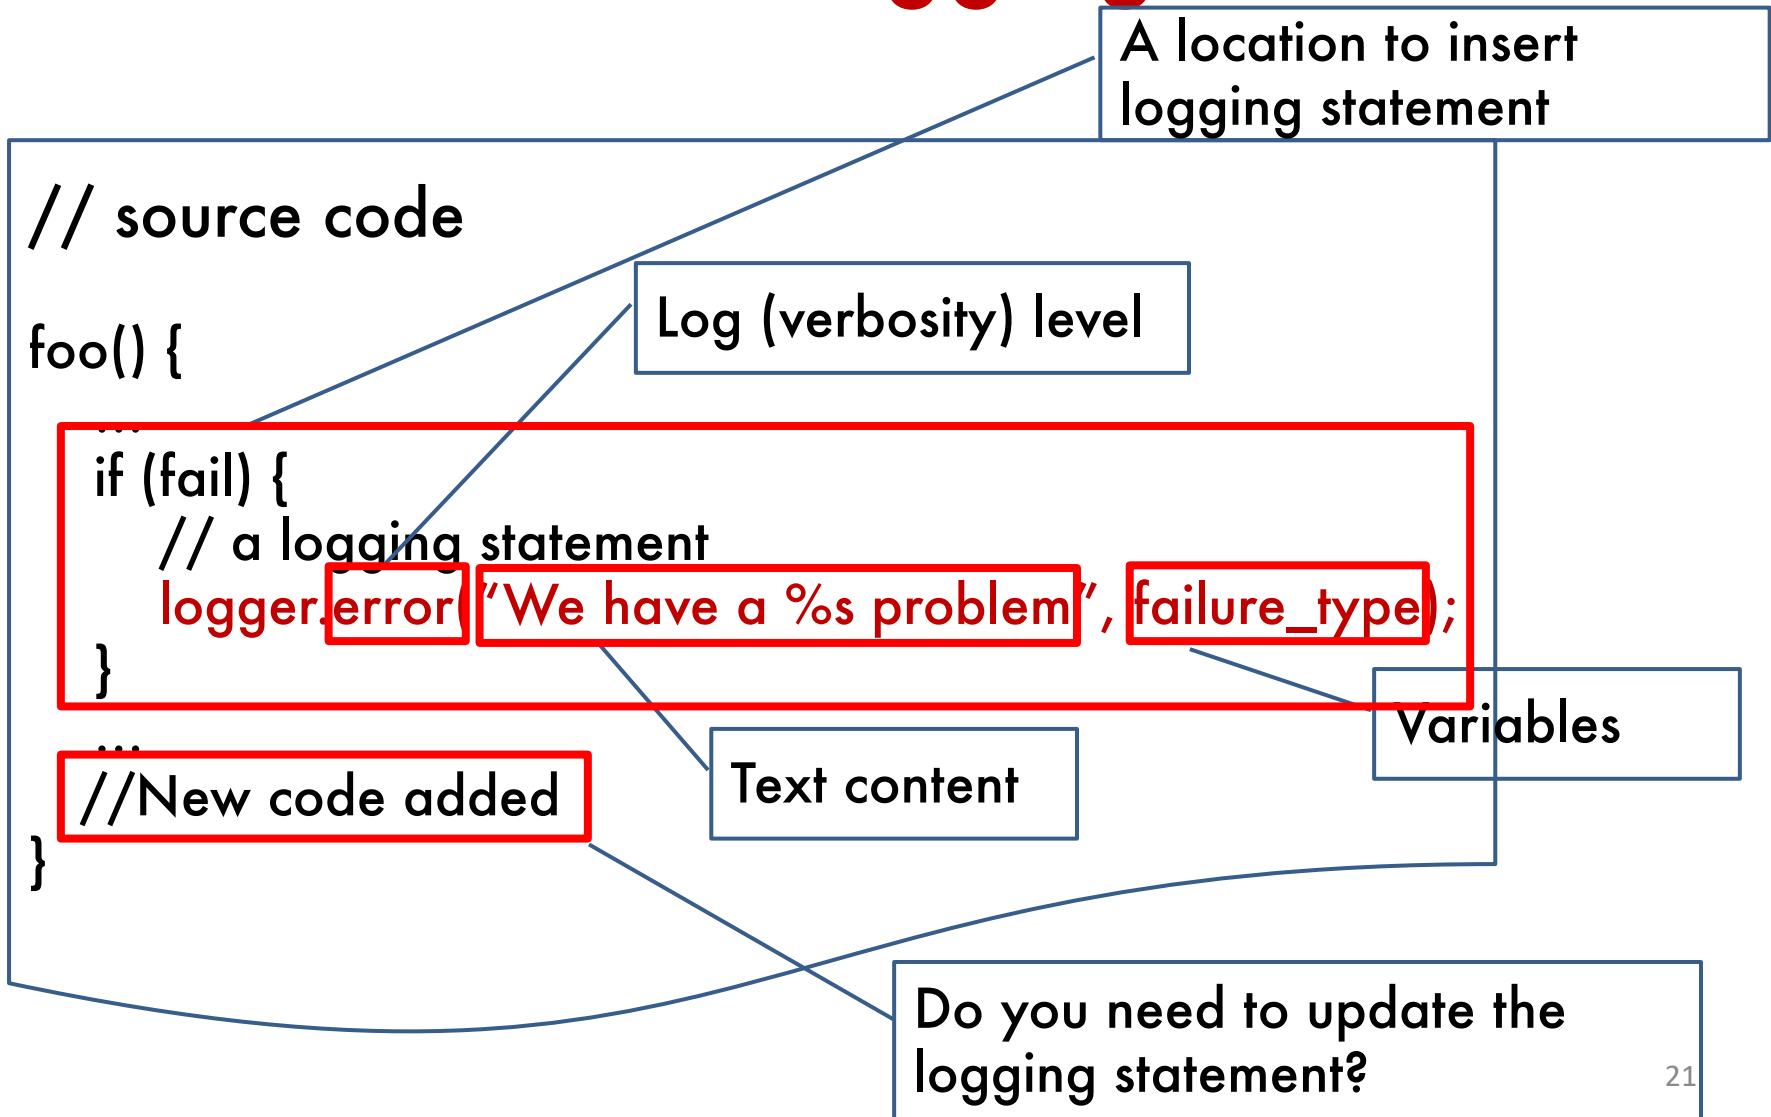 A location to insert
logging statement
// source code
Log (verbosity) level
foo() {
...
if (fail) {
// a logging statement
logger.error(“We have a %s problem”, failure_type);
}
Variables
...
Text content
//New code added
}
Do you need to update the
logging statement?
21